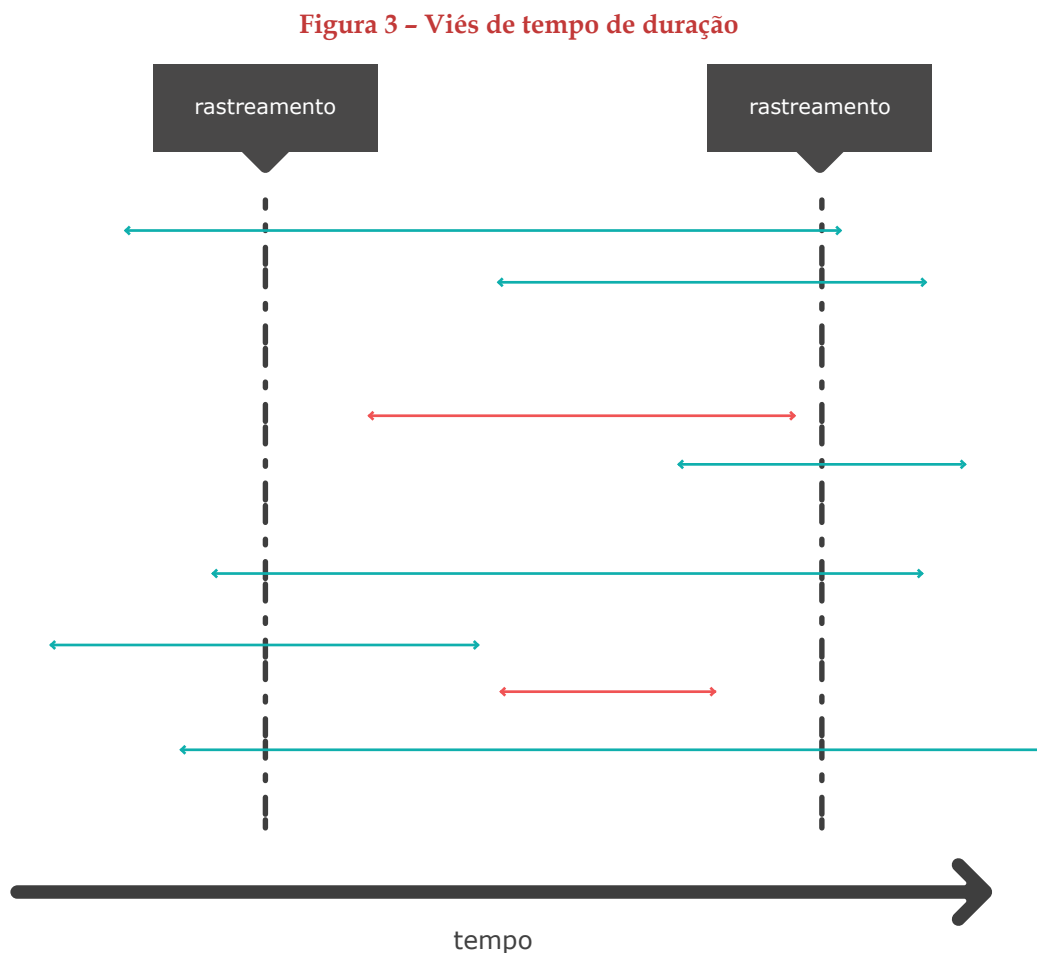 Figura 3 – Viés de tempo de duração
rastreamento
rastreamento
tempo